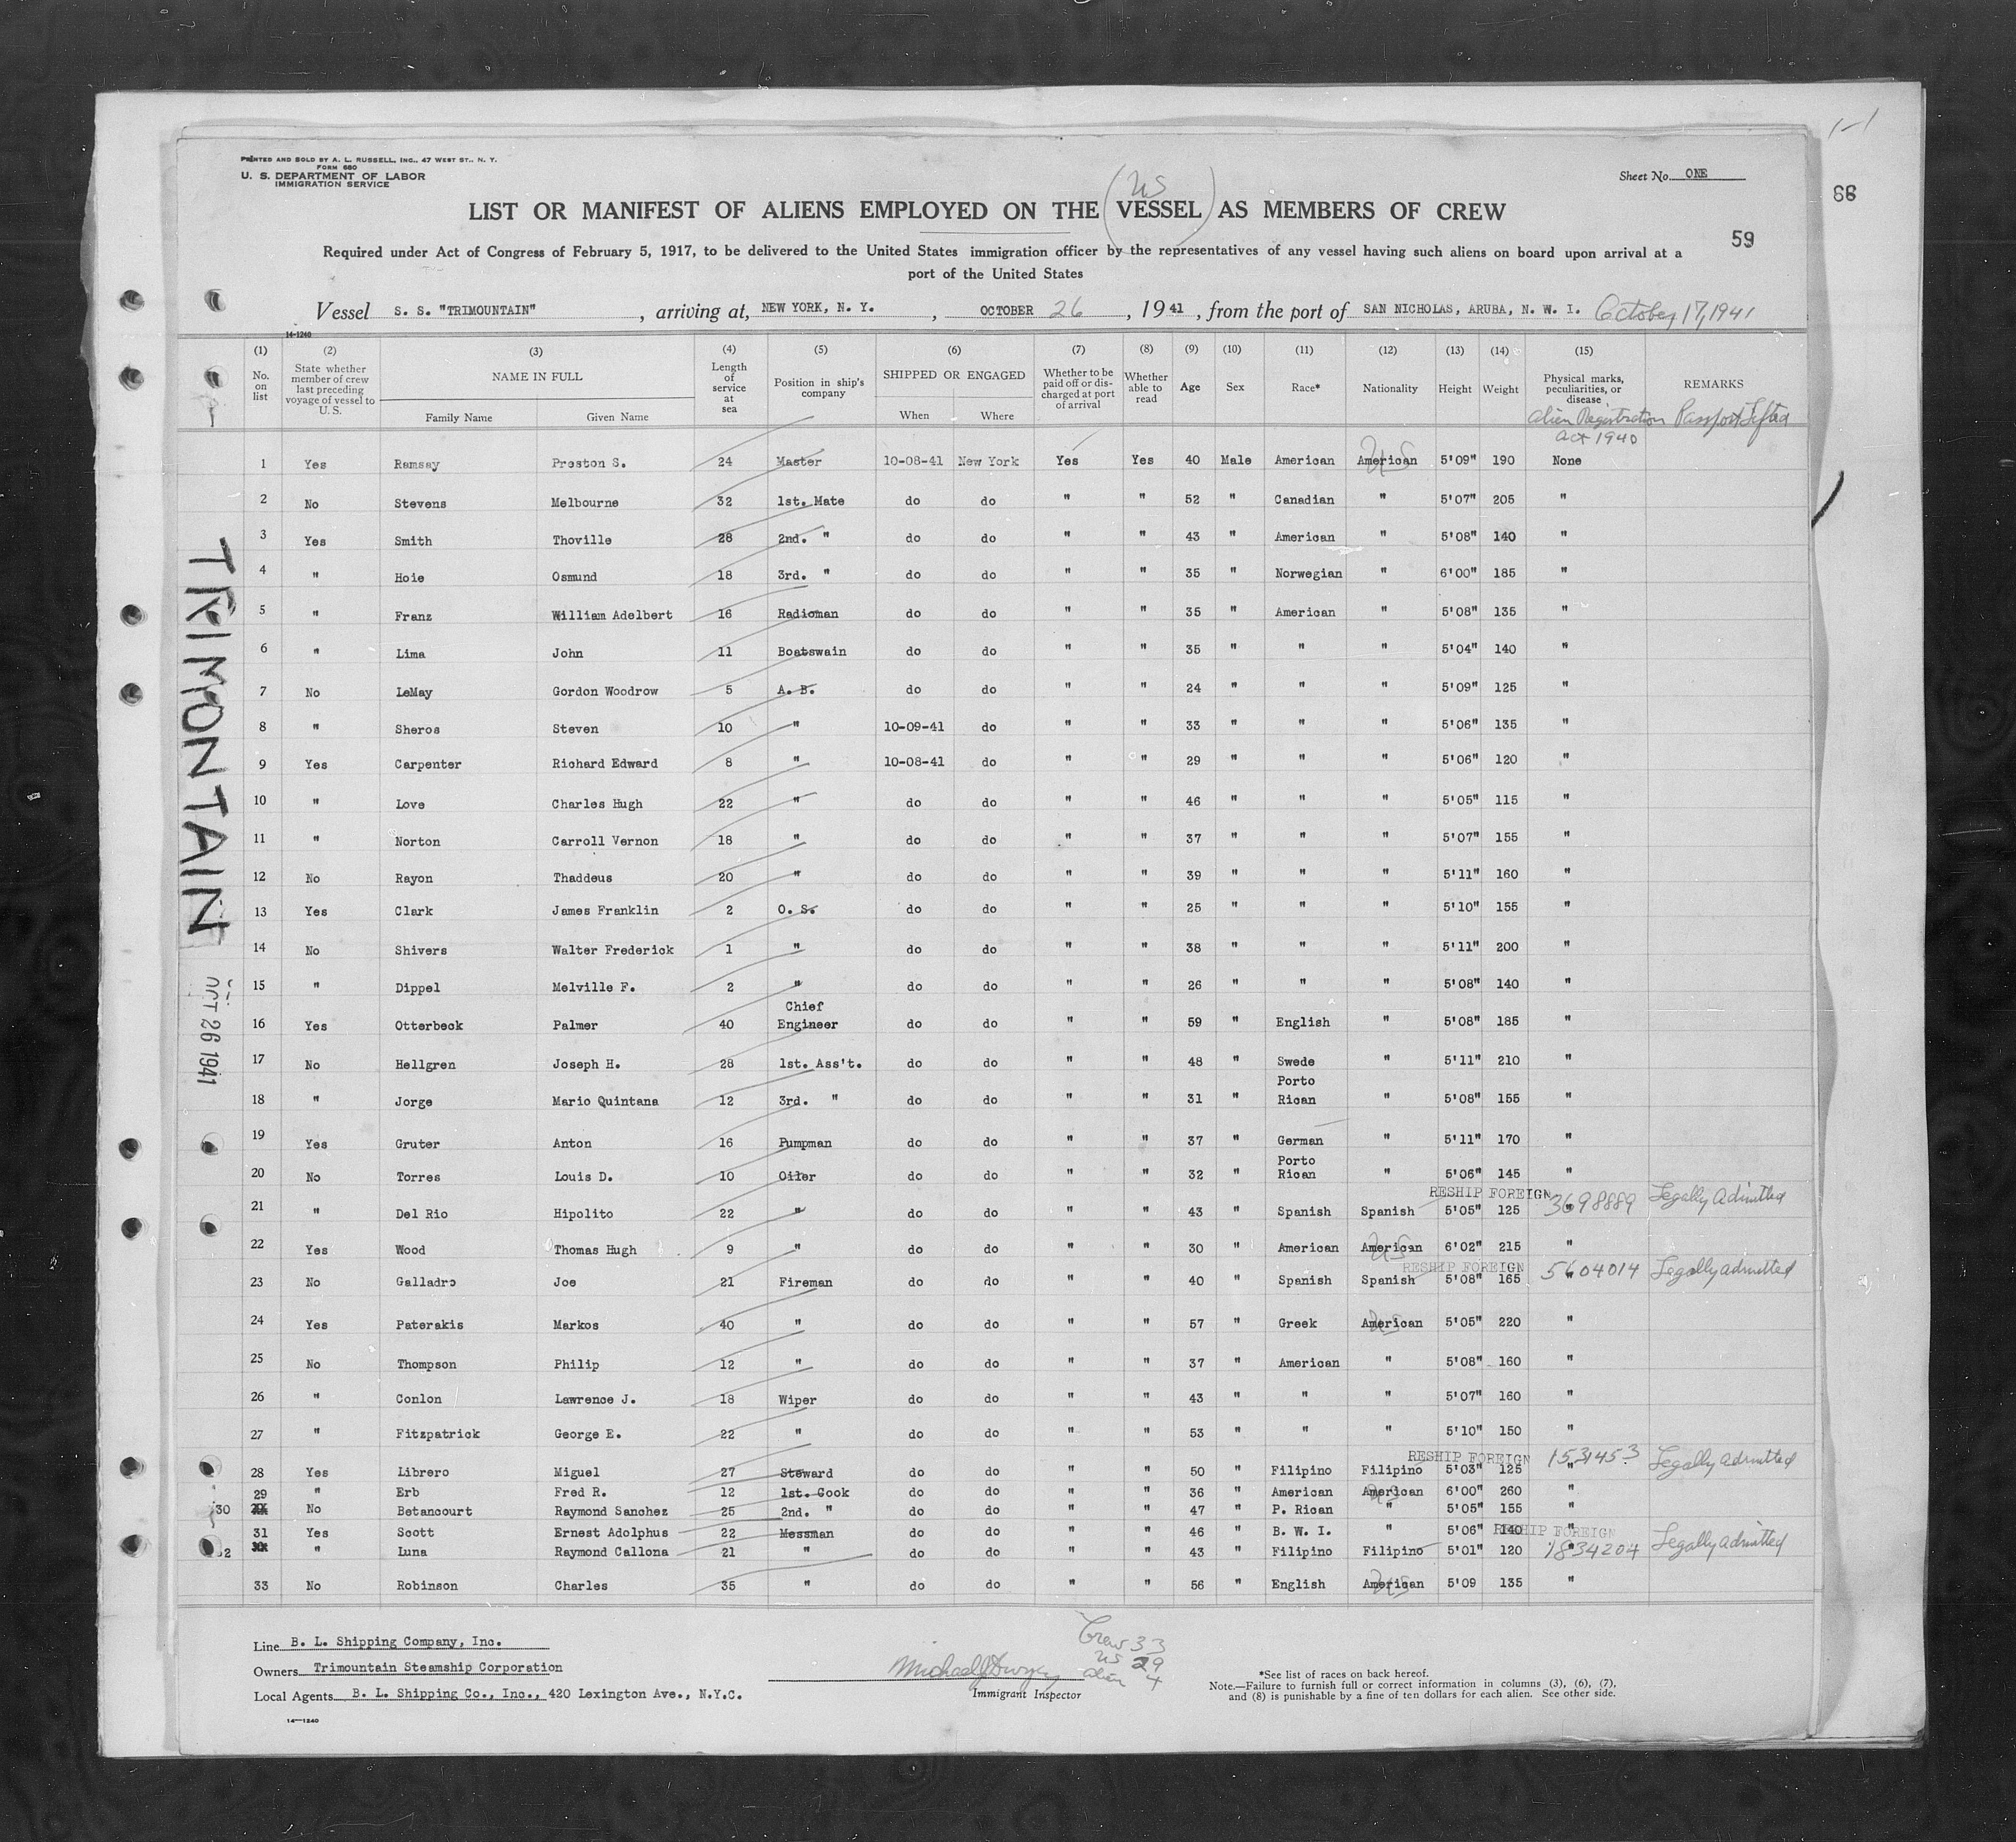 1-1
PRINTED AND SOLD BY A. L. RUSSELL, INC., 47 WEST ST., N. Y.
FORM 680
U. S. DEPARTMENT OF LABOR
IMMIGRATION SERVICE
Sheet No. ONE
68
US
LIST OR MANIFEST OF ALIENS EMPLOYED ON THE VESSEL AS MEMBERS OF CREW
59
Required under Act of Congress of February 5, 1917, to be delivered to the United States immigration officer by the representatives of any vessel having such aliens on board upon arrival at a
port of the United States
Vessel S. S. "TRIMOUNTAIN", arriving at, NEW YORK, N. Y., OCTOBER 26, 1941, from the port of SAN NICHOLAS, ARUBA, N. W. I. October 17, 1941
14-1240
(1) No. on list (2) State whether member of crew last preceding voyage of vessel to U. S. (3) NAME IN FULL Family Name Given Name (4) Length of service at sea (5) Position in ship's company (6) SHIPPED OR ENGAGED When Where (7) Whether to be paid off or discharged at port of arrival (8) Whether able to read (9) Age (10) Sex (11) Race* (12) Nationality (13) Height (14) Weight (15) Physical marks, peculiarities, or disease REMARKS
Alien Registration Act 1940 Passport Lifted
1 Yes Ramsay Preston S. 24 Master 10-08-41 New York Yes Yes 40 Male American American US 5'09" 190 None
2 No Stevens Melbourne 32 1st. Mate do do " " 52 " Canadian " 5'07" 205 "
3 Yes Smith Thoville 28 2nd. " do do " " 43 " American " 5'08" 140 "
4 " Hoie Osmund 18 3rd. " do do " " 35 " Norwegian " 6'00" 185 "
5 " Franz William Adelbert 16 Radioman do do " " 35 " American " 5'08" 135 "
6 " Lima John 11 Boatswain do do " " 35 " " " 5'04" 140 "
7 No LeMay Gordon Woodrow 5 A. B. do do " " 24 " " " 5'09" 125 "
8 " Sheros Steven 10 " 10-09-41 do " " 33 " " " 5'06" 135 "
9 Yes Carpenter Richard Edward 8 " 10-08-41 do " " 29 " " " 5'06" 120 "
10 " Love Charles Hugh 22 " do do " " 46 " " " 5'05" 115 "
11 " Norton Carroll Vernon 18 " do do " " 37 " " " 5'07" 155 "
12 No Rayon Thaddeus 20 " do do " " 39 " " " 5'11" 160 "
13 Yes Clark James Franklin 2 O. S. do do " " 25 " " " 5'10" 155 "
14 No Shivers Walter Frederick 1 " do do " " 38 " " " 5'11" 200 "
15 " Dippel Melville F. 2 " do do " " 26 " " " 5'08" 140 "
16 Yes Otterbeck Palmer 40 Chief Engineer do do " " 59 " English " 5'08" 185 "
17 No Hellgren Joseph H. 28 1st. Ass't. do do " " 48 " Swede " 5'11" 210 "
18 " Jorge Mario Quintana 12 3rd. " do do " " 31 " Porto Rican " 5'08" 155 "
19 Yes Gruter Anton 16 Pumpman do do " " 37 " German " 5'11" 170 "
20 No Torres Louis D. 10 Oiler do do " " 32 " Porto Rican " 5'06" 145 "
RESHIP FOREIGN
21 " Del Rio Hipolito 22 " do do " " 43 " Spanish Spanish 5'05" 125 " 3698889 Legally Admitted
22 Yes Wood Thomas Hugh 9 " do do " " 30 " American American US 6'02" 215 "
RESHIP FOREIGN
23 No Galladro Joe 21 Fireman do do " " 40 " Spanish Spanish 5'08" 165 " 5604014 Legally admitted
24 Yes Paterakis Markos 40 " do do " " 57 " Greek American US 5'05" 220 "
25 No Thompson Philip 12 " do do " " 37 " American " 5'08" 160 "
26 " Conlon Lawrence J. 18 Wiper do do " " 43 " " " 5'07" 160 "
27 " Fitzpatrick George E. 22 " do do " " 53 " " " 5'10" 150 "
RESHIP FOREIGN
28 Yes Librero Miguel 27 Steward do do " " 50 " Filipino Filipino 5'03" 125 " 1531453 Legally admitted
29 " Erb Fred R. 12 1st. Cook do do " " 36 " American American US 6'00" 260 "
30 No Betancourt Raymond Sanchez 25 2nd. " do do " " 47 " P. Rican " 5'05" 155 "
31 Yes Scott Ernest Adolphus 22 Messman do do " " 46 " B. W. I. " 5'06" 140 "
RESHIP FOREIGN
32 " Luna Raymond Callona 21 " do do " " 43 " Filipino Filipino 5'01" 120 " 1834204 Legally admitted
33 No Robinson Charles 35 " do do " " 56 " English American US 5'09 135 "
TRIMONTAIN
OCT 26 1941
Line B. L. Shipping Company, Inc.
Owners Trimountain Steamship Corporation
Local Agents B. L. Shipping Co., Inc., 420 Lexington Ave., N.Y.C.
14-1240
Crew 33
US 29
Alien 4
Michael J Dwyer
Immigrant Inspector
*See list of races on back hereof.
Note.—Failure to furnish full or correct information in columns (3), (6), (7),
and (8) is punishable by a fine of ten dollars for each alien. See other side.